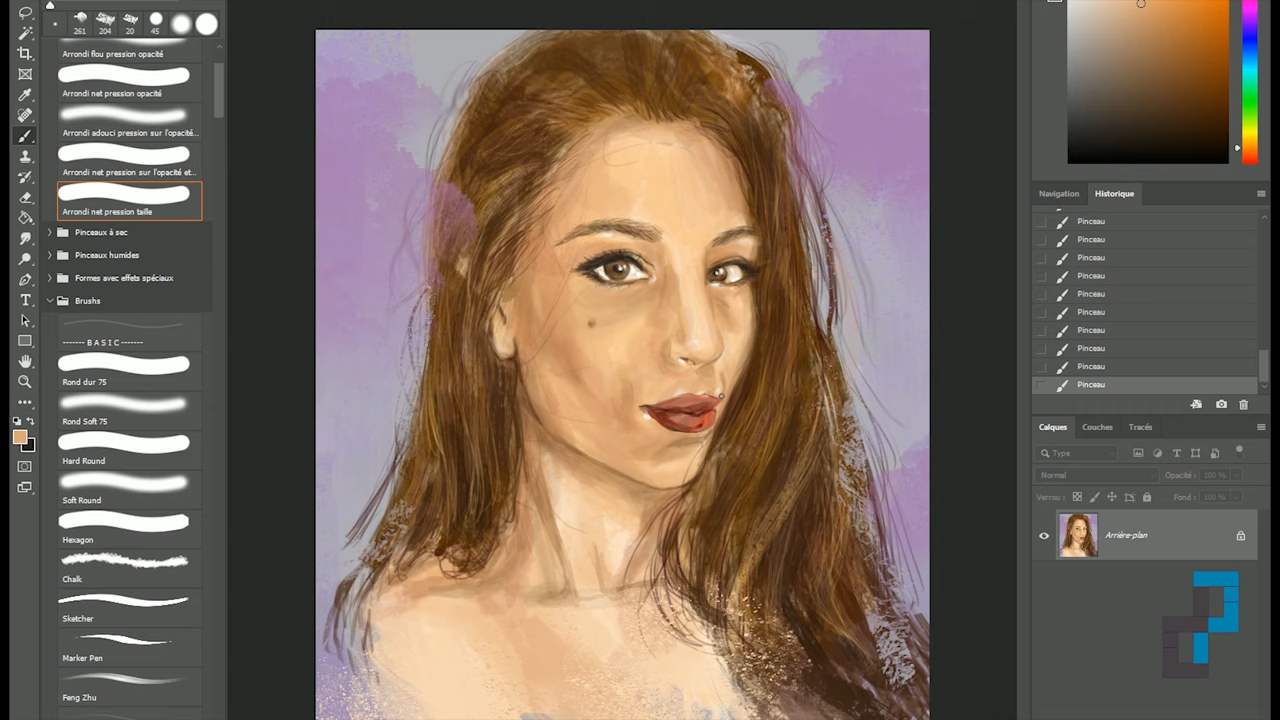 261 204 20 45
Arrondi flou pression opacité
Arrondi net pression opacité
Arrondi adouci pression sur l'opacité...
Arrondi net pression sur l'opacité et...
Arrondi net pression taille
Pinceaux à sec
Pinceaux humides
Formes avec effets spéciaux
Brushs
------- B A S I C -------
Rond dur 75
Rond Soft 75
Hard Round
Soft Round
Hexagon
Chalk
Sketcher
Marker Pen
Feng Zhu
Navigation Historique
Pinceau
Pinceau
Pinceau
Pinceau
Pinceau
Pinceau
Pinceau
Pinceau
Pinceau
Pinceau
Calques Couches Tracés
Type
Normal Opacité : 100 %
Verrou : Fond : 100 %
Arrière-plan